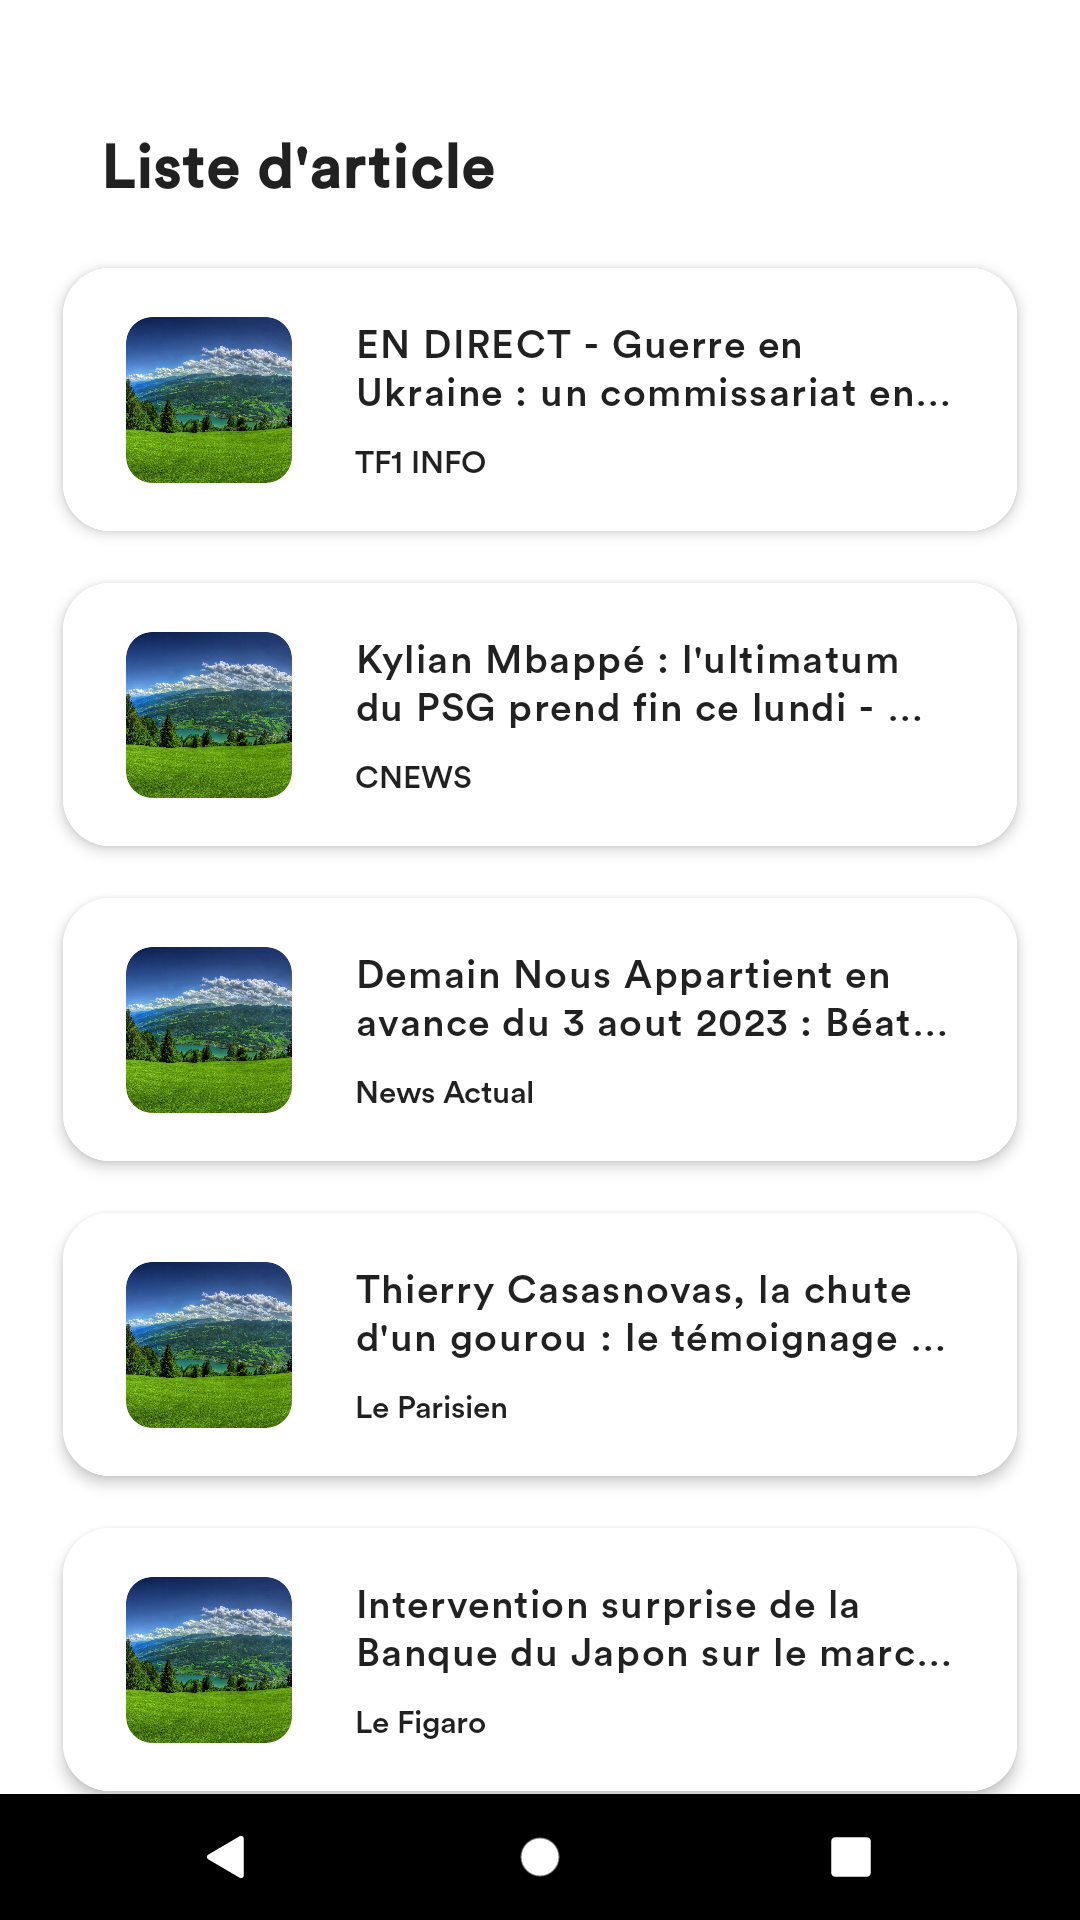 Liste d'article
EN DIRECT - Guerre en
Ukraine : un commissariat en...
TF1 INFO
Kylian Mbappé : l'ultimatum
du PSG prend fin ce lundi - ...
CNEWS
Demain Nous Appartient en
avance du 3 aout 2023 : Béat...
News Actual
Thierry Casasnovas, la chute
d'un gourou : le témoignage ...
Le Parisien
Intervention surprise de la
Banque du Japon sur le marc...
Le Figaro